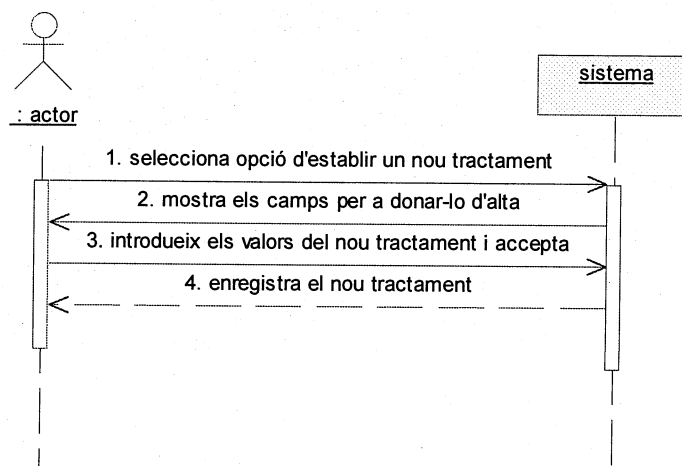 sistema
: actor
1. selecciona opció d'establir un nou tractament
2. mostra els camps per a donar-lo d'alta
3. introdueix els valors del nou tractament i accepta
4. enregistra el nou tractament